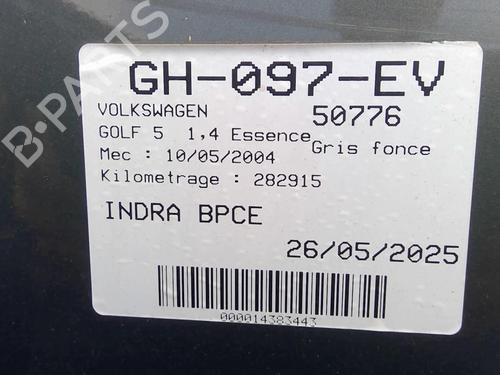 B-PARTS
GH-097-EV
VOLKSWAGEN 50776
GOLF 5 1,4 Essence
Gris fonce
Mec : 10/05/2004
Kilometrage : 282915
INDRA BPCE
26/05/2025
000014383443